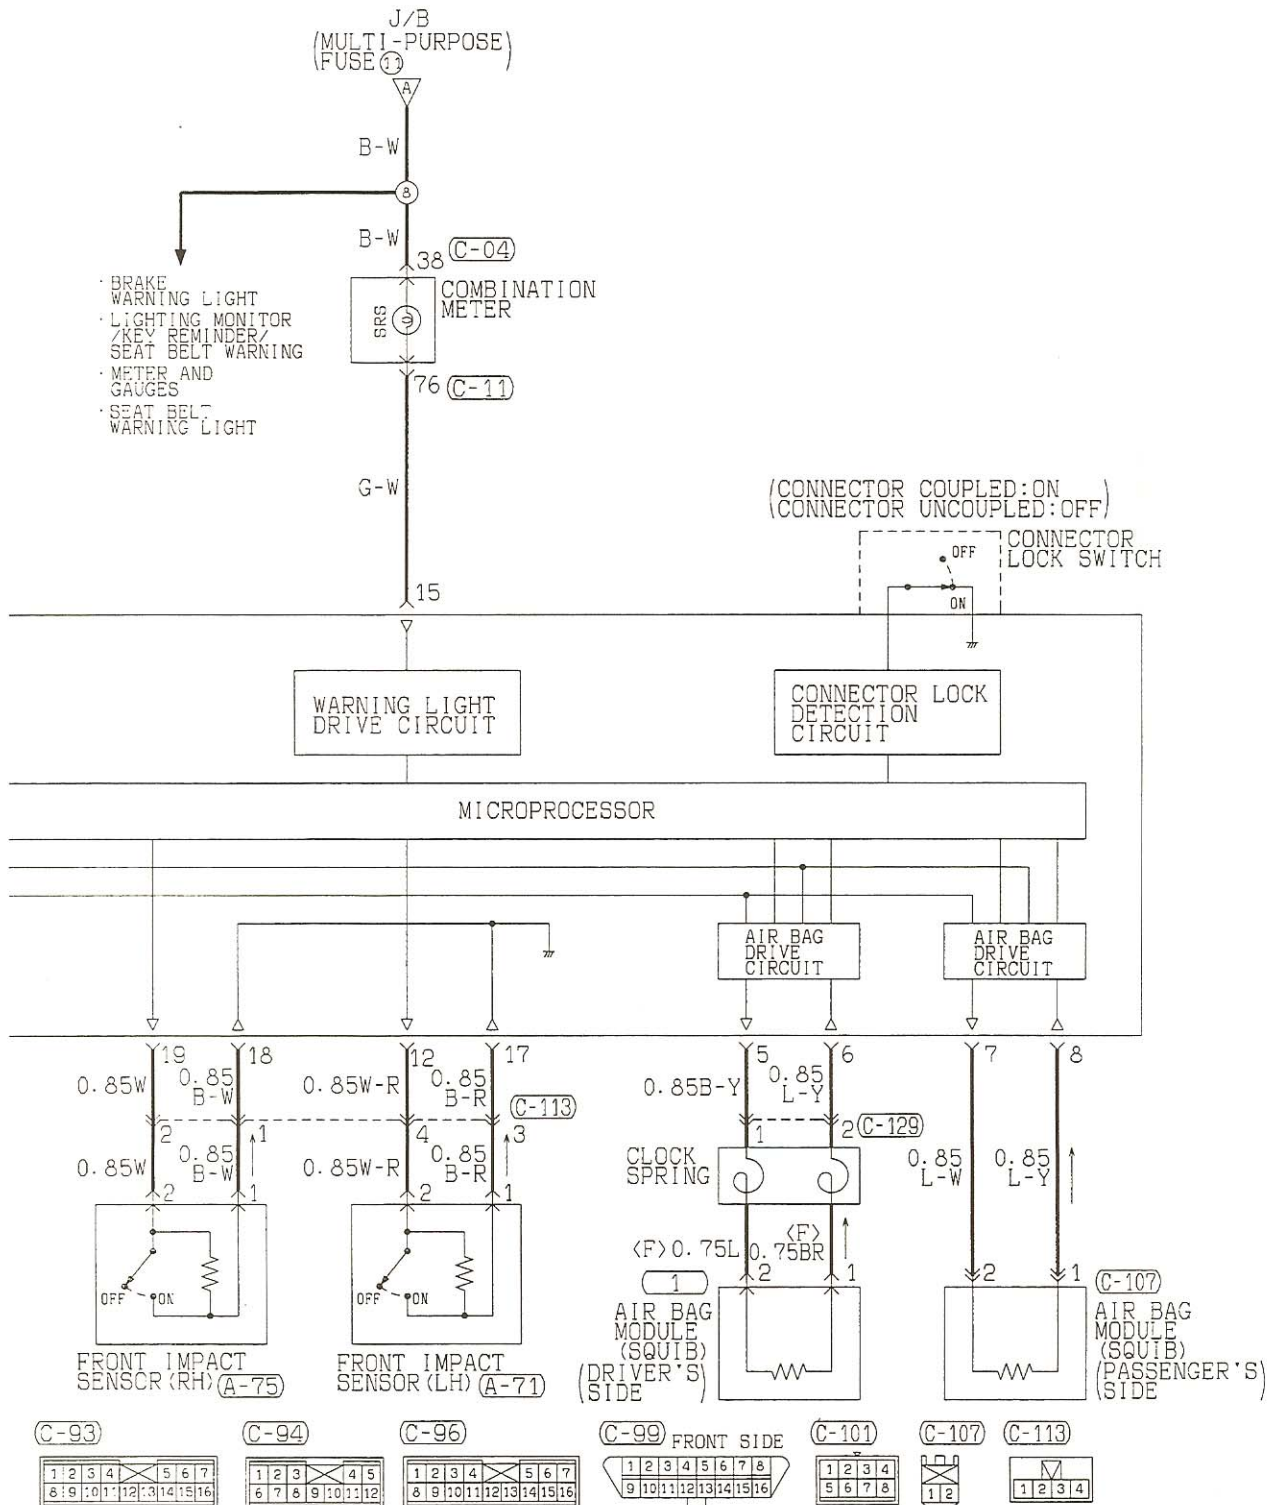 J/B
(MULTI-PURPOSE)
(FUSE 11)
A
B-W
8
B-W
38 C-04
COMBINATION
METER
SRS
· BRAKE
WARNING LIGHT
· LIGHTING MONITOR
/KEY REMINDER/
SEAT BELT WARNING
· METER AND
GAUGES
· SEAT BELT
WARNING LIGHT
76 C-11
G-W
(CONNECTOR COUPLED:ON
CONNECTOR UNCOUPLED:OFF)
CONNECTOR
LOCK SWITCH
OFF
ON
15
WARNING LIGHT
DRIVE CIRCUIT
CONNECTOR LOCK
DETECTION
CIRCUIT
MICROPROCESSOR
AIR BAG
DRIVE
CIRCUIT
AIR BAG
DRIVE
CIRCUIT
19 18 12 17 5 6 7 8
0.85W 0.85
B-W 0.85W-R 0.85
B-R 0.85B-Y 0.85
L-Y
C-113
2 1 4 3 1 2 C-129
0.85W 0.85
B-W 0.85W-R 0.85
B-R
CLOCK
SPRING
0.85
L-W 0.85
L-Y
2 1 2 1
<F>0.75L <F>
0.75BR
OFF ON OFF ON
1 2 1 2 1 C-107
AIR BAG
MODULE
(SQUIB)
(DRIVER'S
SIDE)
AIR BAG
MODULE
(SQUIB)
(PASSENGER'S
SIDE)
FRONT IMPACT
SENSOR(RH) A-75
FRONT IMPACT
SENSOR(LH) A-71
C-93 C-94 C-96 C-99 FRONT SIDE C-101 C-107 C-113
1 2 3 4 5 6 7
8 9 10 11 12 13 14 15 16
1 2 3 4 5
6 7 8 9 10 11 12
1 2 3 4 5 6 7
8 9 10 11 12 13 14 15 16
1 2 3 4 5 6 7 8
9 10 11 12 13 14 15 16
1 2 3 4
5 6 7 8
1 2
1 2 3 4